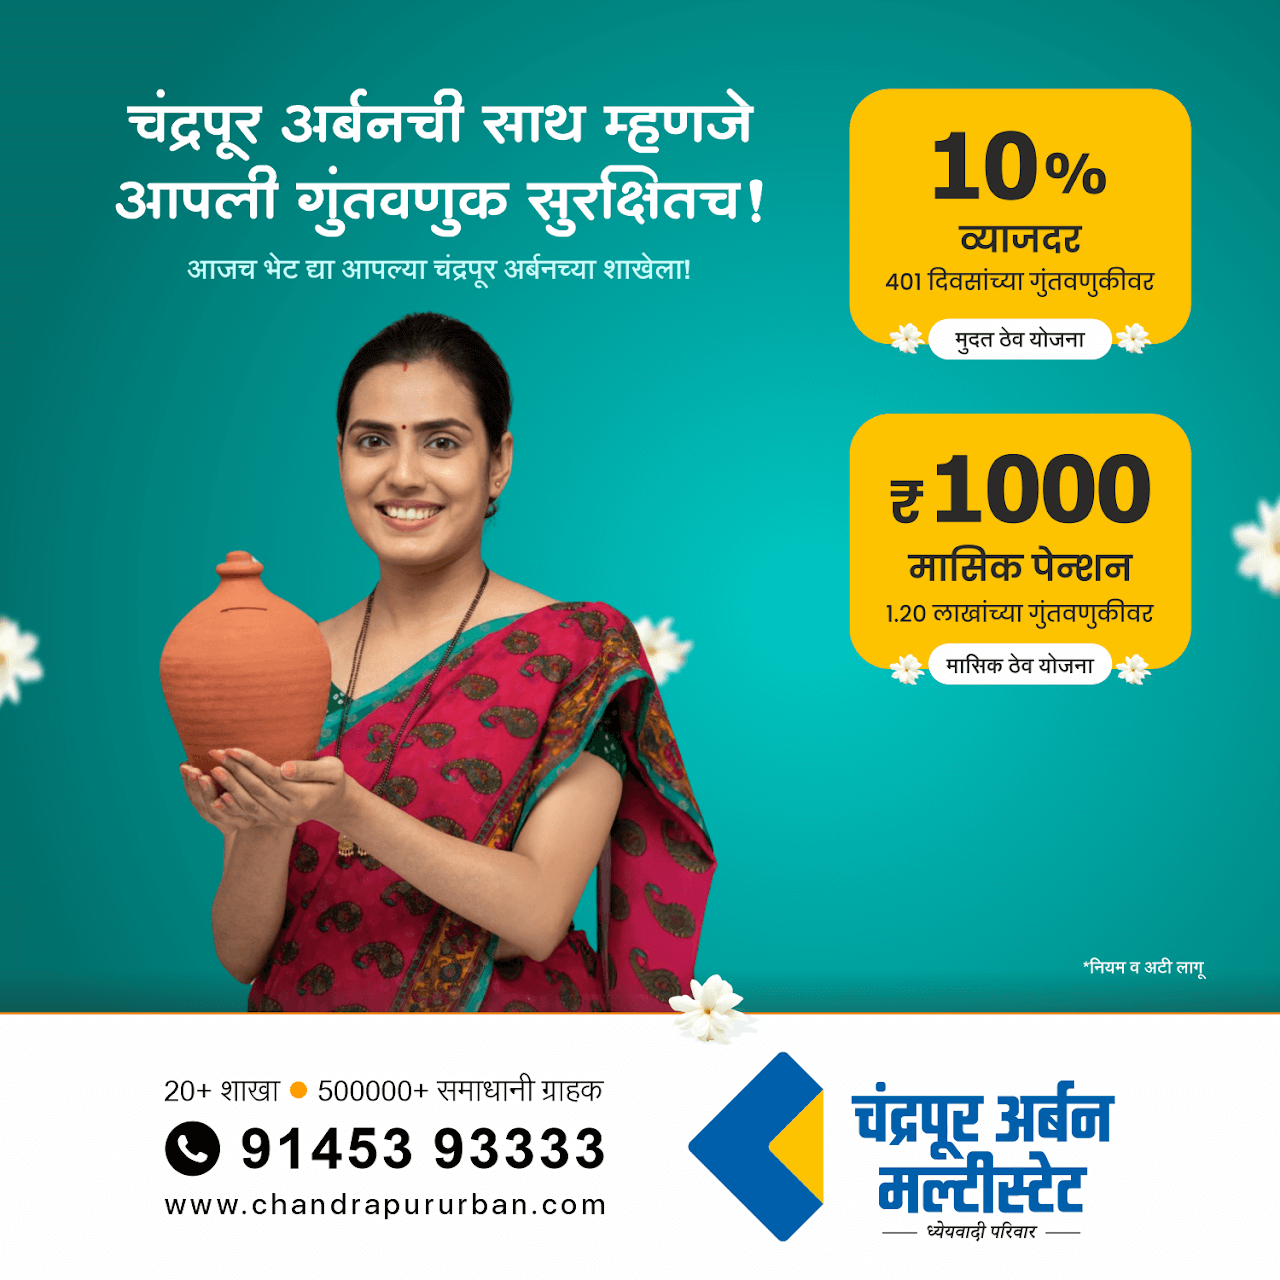 चंद्रपूर अर्बनची साथ म्हणजे
आपली गुंतवणुक सुरक्षितच!
आजच भेट द्या आपल्या चंद्रपूर अर्बनच्या शाखेला!
10%
व्याजदर
401 दिवसांच्या गुंतवणुकीवर
मुदत ठेव योजना
₹1000
मासिक पेन्शन
1.20 लाखांच्या गुंतवणुकीवर
मासिक ठेव योजना
*नियम व अटी लागू
20+ शाखा ● 500000+ समाधानी ग्राहक
91453 93333
www.chandrapururban.com
चंद्रपूर अर्बन
मल्टीस्टेट
ध्येयवादी परिवार